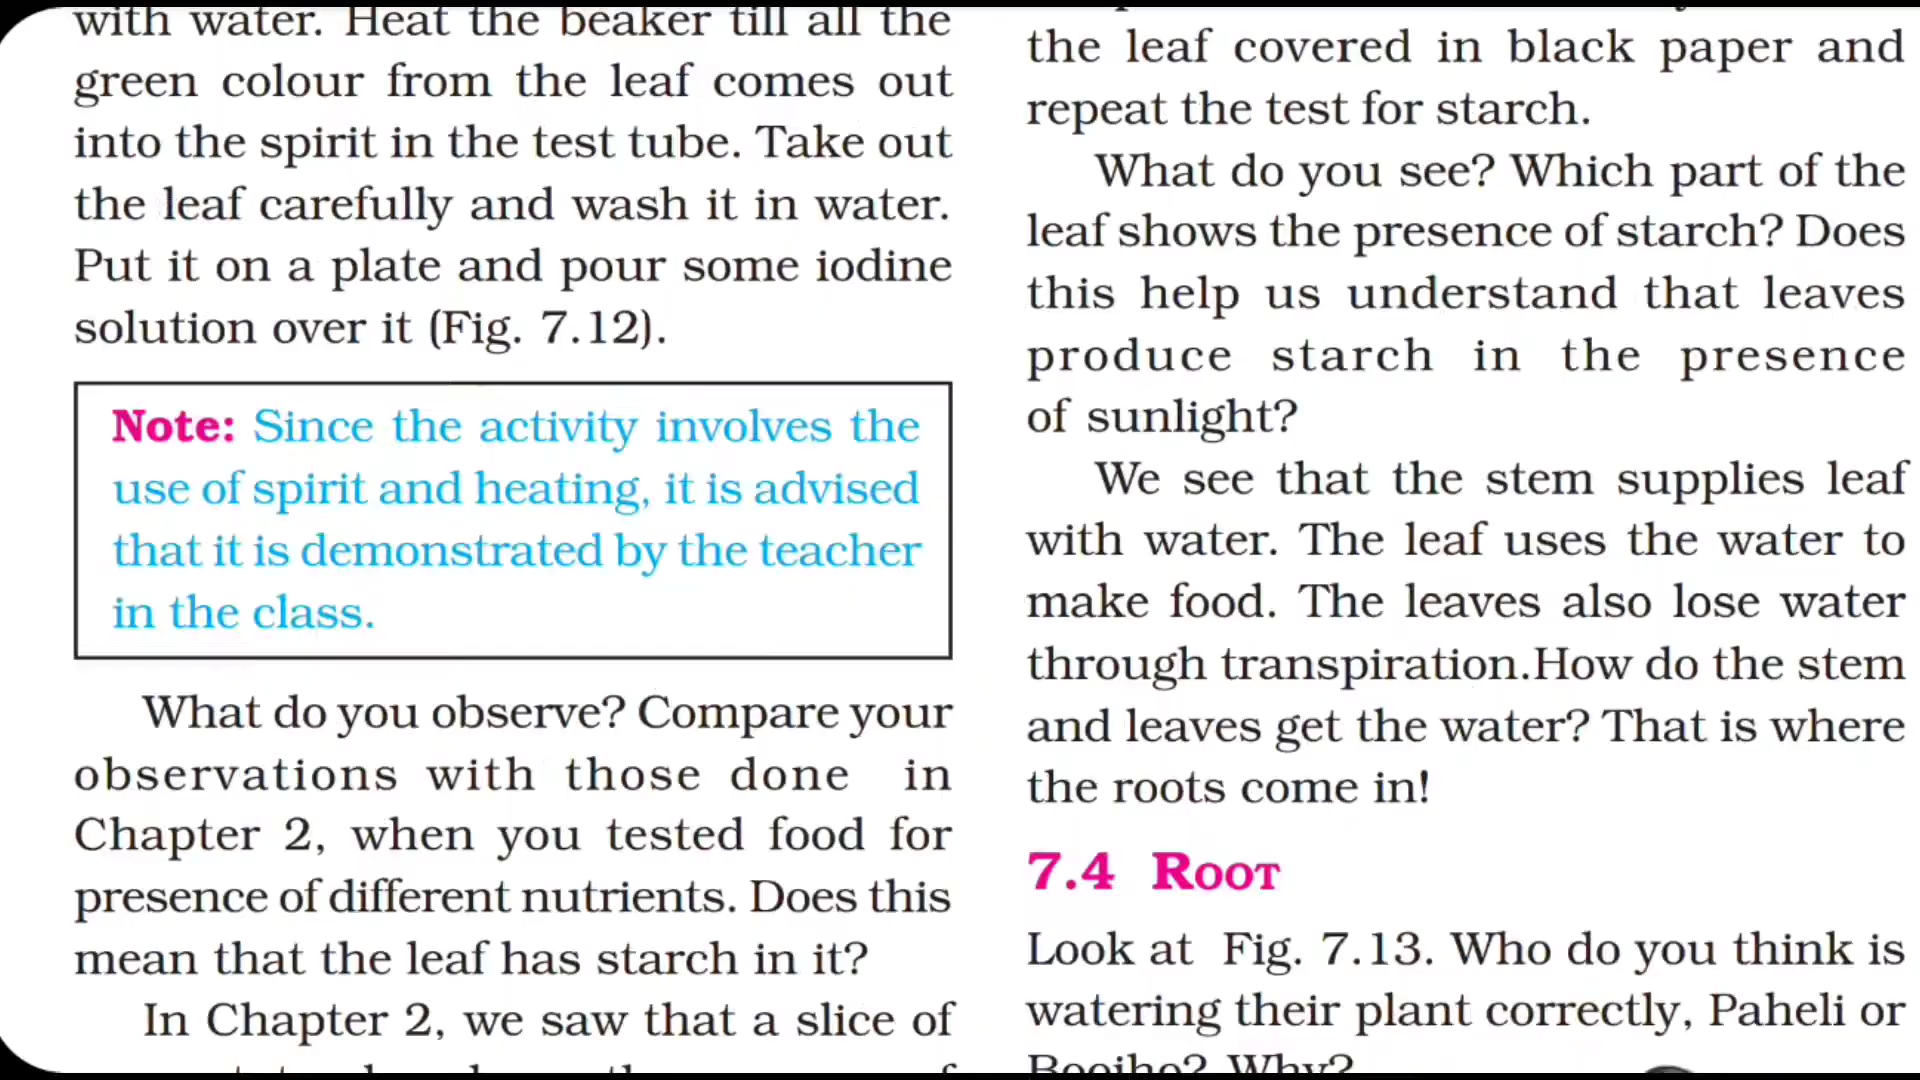 with water. Heat the beaker till all the
green colour from the leaf comes out
into the spirit in the test tube. Take out
the leaf carefully and wash it in water.
Put it on a plate and pour some iodine
solution over it (Fig. 7.12).
Note: Since the activity involves the
use of spirit and heating, it is advised
that it is demonstrated by the teacher
in the class.
What do you observe? Compare your
observations with those done in
Chapter 2, when you tested food for
presence of different nutrients. Does this
mean that the leaf has starch in it?
In Chapter 2, we saw that a slice of
the leaf covered in black paper and
repeat the test for starch.
What do you see? Which part of the
leaf shows the presence of starch? Does
this help us understand that leaves
produce starch in the presence
of sunlight?
We see that the stem supplies leaf
with water. The leaf uses the water to
make food. The leaves also lose water
through transpiration.How do the stem
and leaves get the water? That is where
the roots come in!
7.4 ROOT
Look at Fig. 7.13. Who do you think is
watering their plant correctly, Paheli or
Boojho? Why?